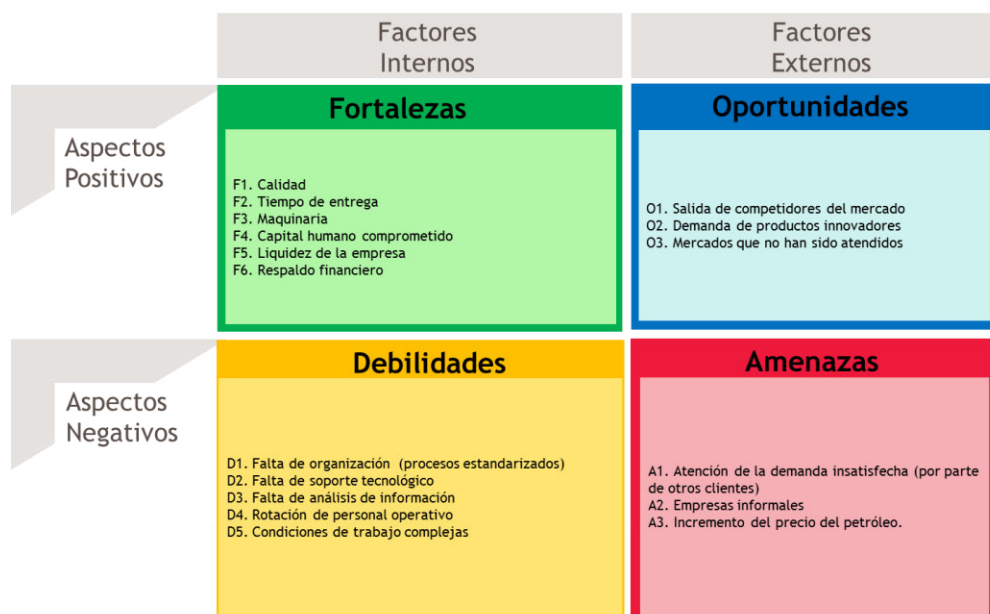 Factores
Internos
Factores
Externos
Aspectos
Positivos
Fortalezas
F1. Calidad
F2. Tiempo de entrega
F3. Maquinaria
F4. Capital humano comprometido
F5. Liquidez de la empresa
F6. Respaldo financiero
Oportunidades
O1. Salida de competidores del mercado
O2. Demanda de productos innovadores
O3. Mercados que no han sido atendidos
Aspectos
Negativos
Debilidades
D1. Falta de organización (procesos estandarizados)
D2. Falta de soporte tecnológico
D3. Falta de análisis de información
D4. Rotación de personal operativo
D5. Condiciones de trabajo complejas
Amenazas
A1. Atención de la demanda insatisfecha (por parte
de otros clientes)
A2. Empresas informales
A3. Incremento del precio del petróleo.